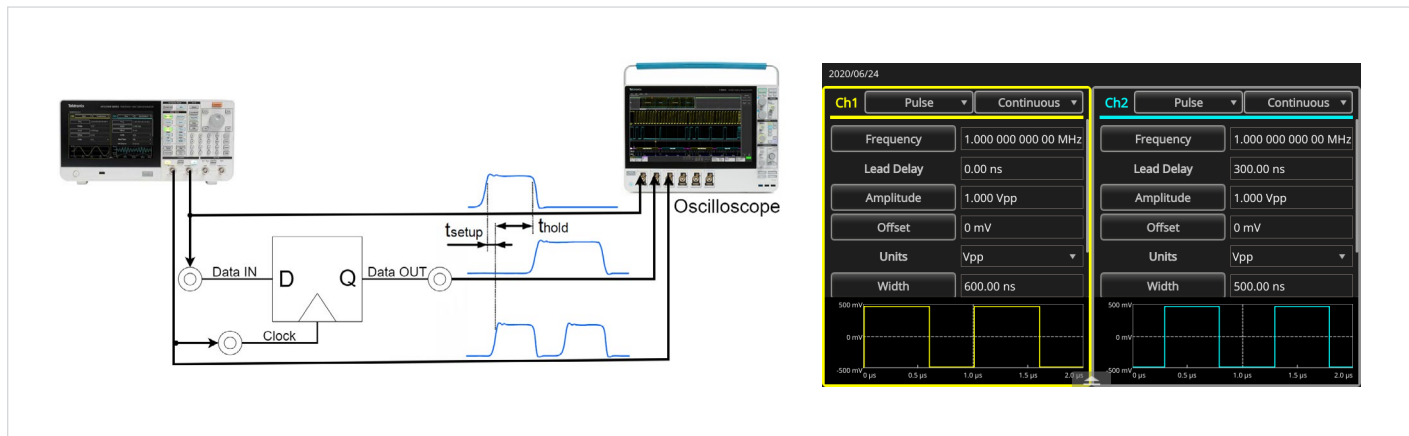 Tektronix
Oscilloscope
tsetup
thold
Data IN
D
Q
Data OUT
Clock
2020/06/24
Ch1 Pulse Continuous
Frequency 1.000 000 000 00 MHz
Lead Delay 0.00 ns
Amplitude 1.000 Vpp
Offset 0 mV
Units Vpp
Width 600.00 ns
500 mV
0 mV
-500 mV
0 µs 0.5 µs 1.0 µs 1.5 µs 2.0 µs
Ch2 Pulse Continuous
Frequency 1.000 000 000 00 MHz
Lead Delay 300.00 ns
Amplitude 1.000 Vpp
Offset 0 mV
Units Vpp
Width 500.00 ns
500 mV
0 mV
-500 mV
0 µs 0.5 µs 1.0 µs 1.5 µs 2.0 µs